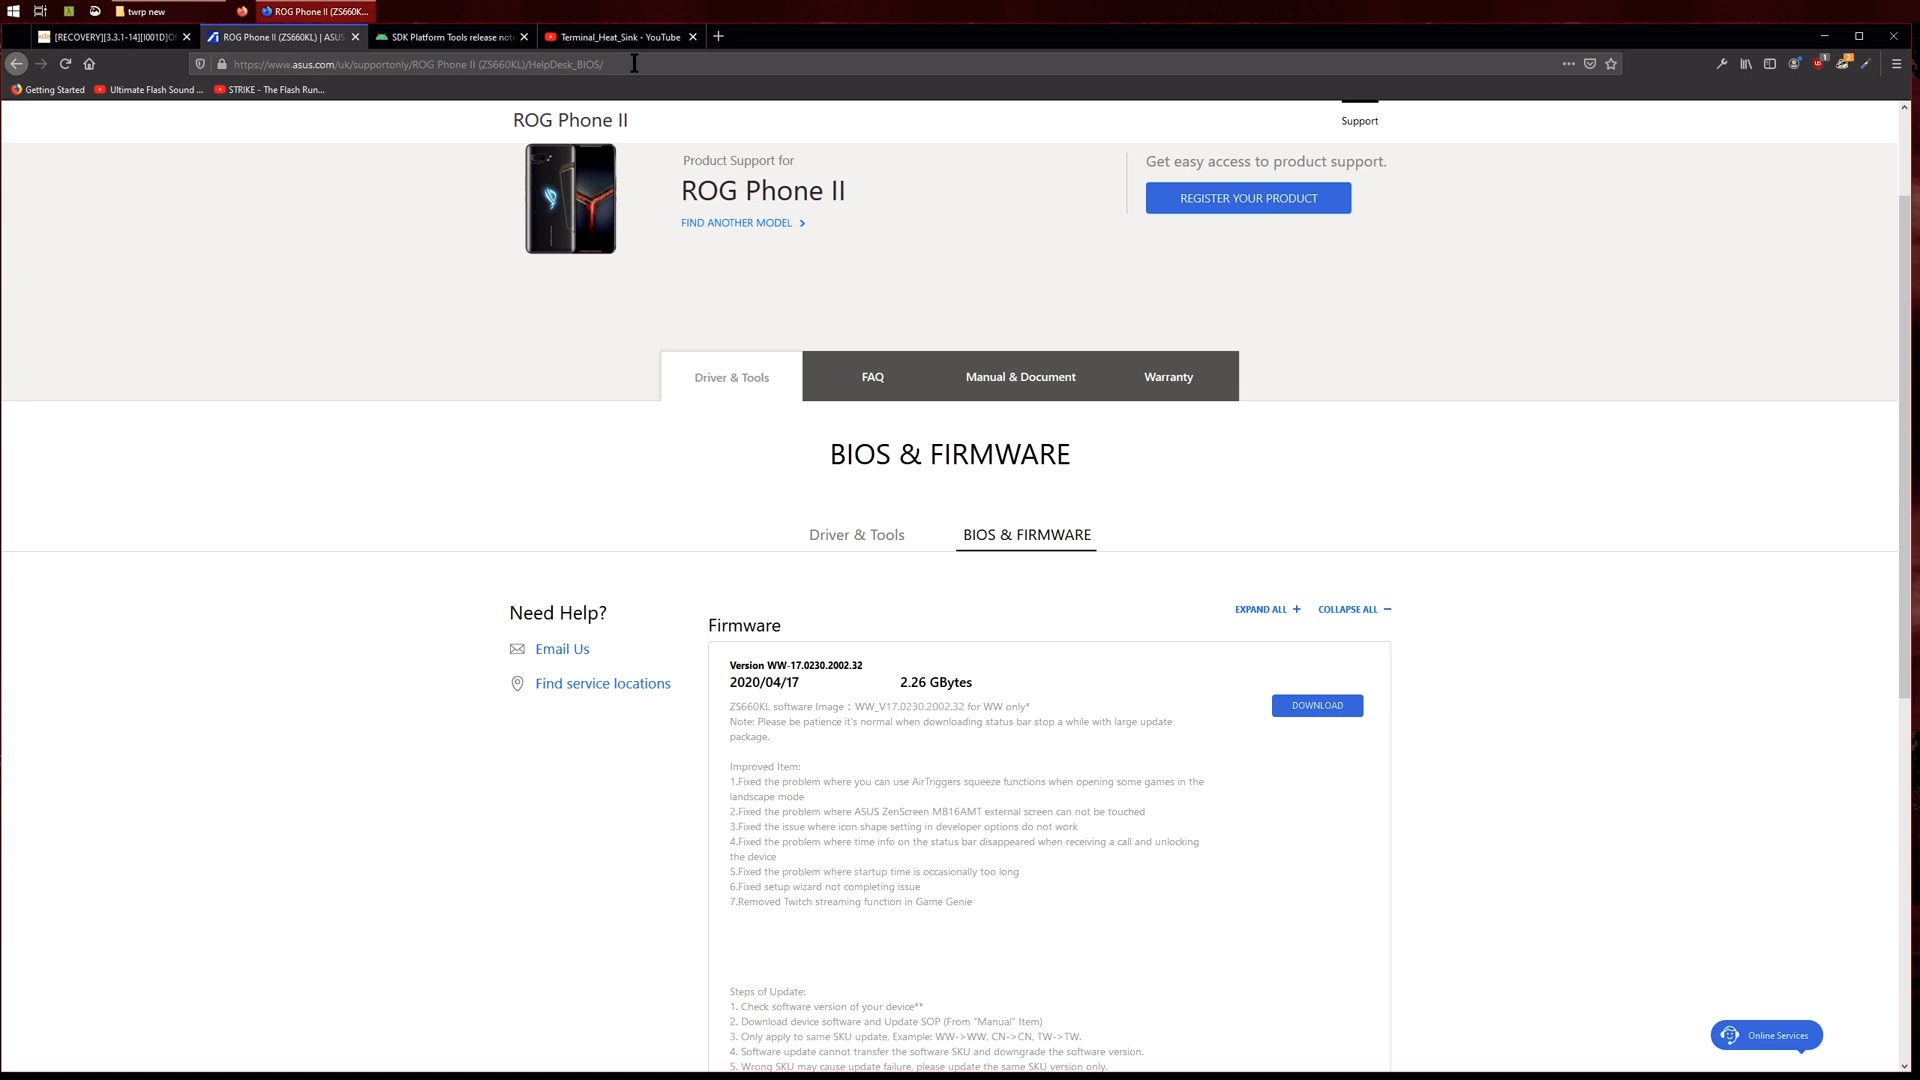 twrp new
ROG Phone II (ZS660K...
[RECOVERY][3.3.1-14][I001D]Of
ROG Phone II (ZS660KL) | ASUS
SDK Platform Tools release not
Terminal_Heat_Sink - YouTube
https://www.asus.com/uk/supportonly/ROG Phone II (ZS660KL)/HelpDesk_BIOS/
Getting Started
Ultimate Flash Sound ...
STRIKE - The Flash Run...
ROG Phone II
Support
Product Support for
ROG Phone II
FIND ANOTHER MODEL >
Get easy access to product support.
REGISTER YOUR PRODUCT
Driver & Tools
FAQ
Manual & Document
Warranty
BIOS & FIRMWARE
Driver & Tools
BIOS & FIRMWARE
Need Help?
Email Us
Find service locations
EXPAND ALL +
COLLAPSE ALL −
Firmware
Version WW-17.0230.2002.32
2020/04/17
2.26 GBytes
DOWNLOAD
ZS660KL software Image：WW_V17.0230.2002.32 for WW only*
Note: Please be patience it's normal when downloading status bar stop a while with large update
package.
Improved Item:
1.Fixed the problem where you can use AirTriggers squeeze functions when opening some games in the
landscape mode
2.Fixed the problem where ASUS ZenScreen MB16AMT external screen can not be touched
3.Fixed the issue where icon shape setting in developer options do not work
4.Fixed the problem where time info on the status bar disappeared when receiving a call and unlocking
the device
5.Fixed the problem where startup time is occasionally too long
6.Fixed setup wizard not completing issue
7.Removed Twitch streaming function in Game Genie
Steps of Update:
1. Check software version of your device**
2. Download device software and Update SOP (From "Manual" Item)
3. Only apply to same SKU update, Example: WW->WW, CN->CN, TW->TW.
4. Software update cannot transfer the software SKU and downgrade the software version.
5. Wrong SKU may cause update failure, please update the same SKU version only.
Online Services